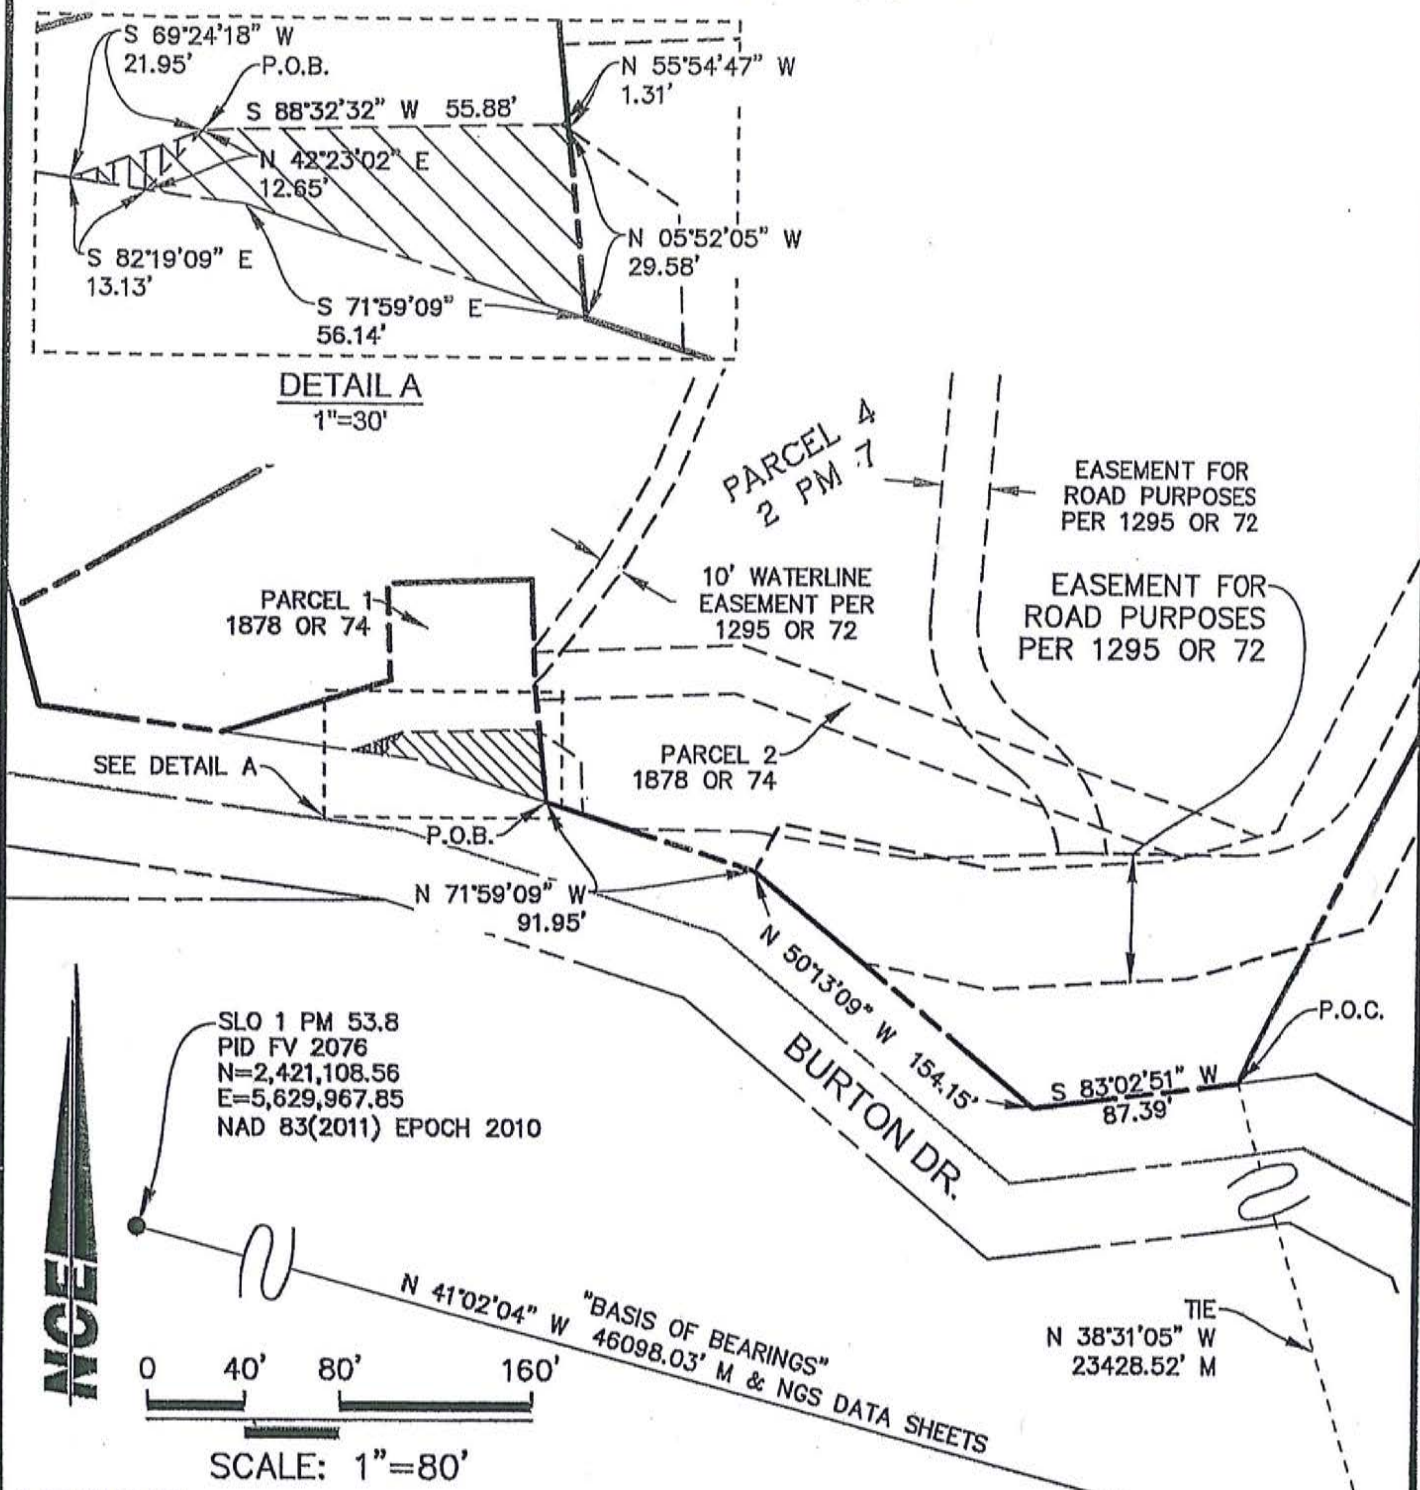 S 69°24'18" W
21.95'
P.O.B.
S 88°32'32" W 55.88'
N 55°54'47" W
1.31'
N 42°23'02" E
12.65'
N 05°52'05" W
29.58'
S 82°19'09" E
13.13'
S 71°59'09" E
56.14'
DETAIL A
1"=30'
PARCEL 4
2 PM 7
EASEMENT FOR
ROAD PURPOSES
PER 1295 OR 72
10' WATERLINE
EASEMENT PER
1295 OR 72
EASEMENT FOR
ROAD PURPOSES
PER 1295 OR 72
PARCEL 1
1878 OR 74
PARCEL 2
1878 OR 74
SEE DETAIL A
P.O.B.
N 71°59'09" W
91.95'
N 50°13'09" W 154.15'
BURTON DR.
P.O.C.
S 83°02'51" W
87.39'
SLO 1 PM 53.8
PID FV 2076
N=2,421,108.56
E=5,629,967.85
NAD 83(2011) EPOCH 2010
NCE
"BASIS OF BEARINGS"
N 41°02'04" W 46098.03' M & NGS DATA SHEETS
TIE
N 38°31'05" W
23428.52' M
0 40' 80' 160'
SCALE: 1"=80'